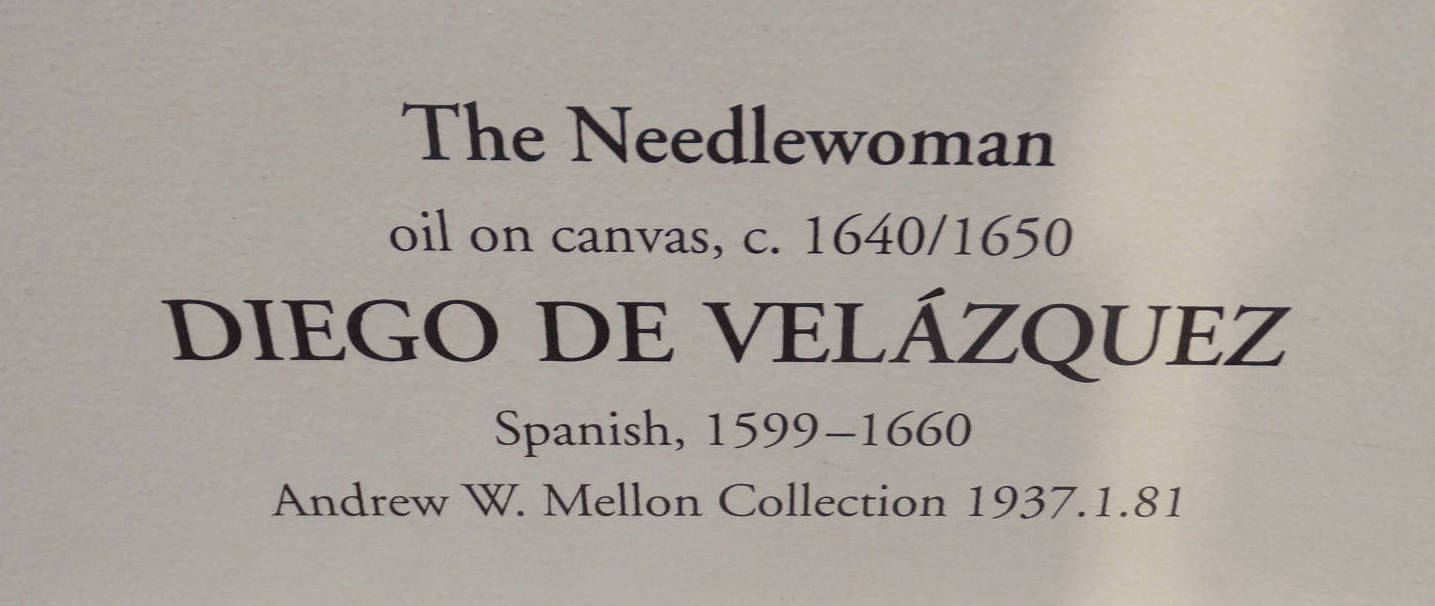 The Needlewoman
oil on canvas, c. 1640/1650
DIEGO DE VELÁZQUEZ
Spanish, 1599–1660
Andrew W. Mellon Collection 1937.1.81